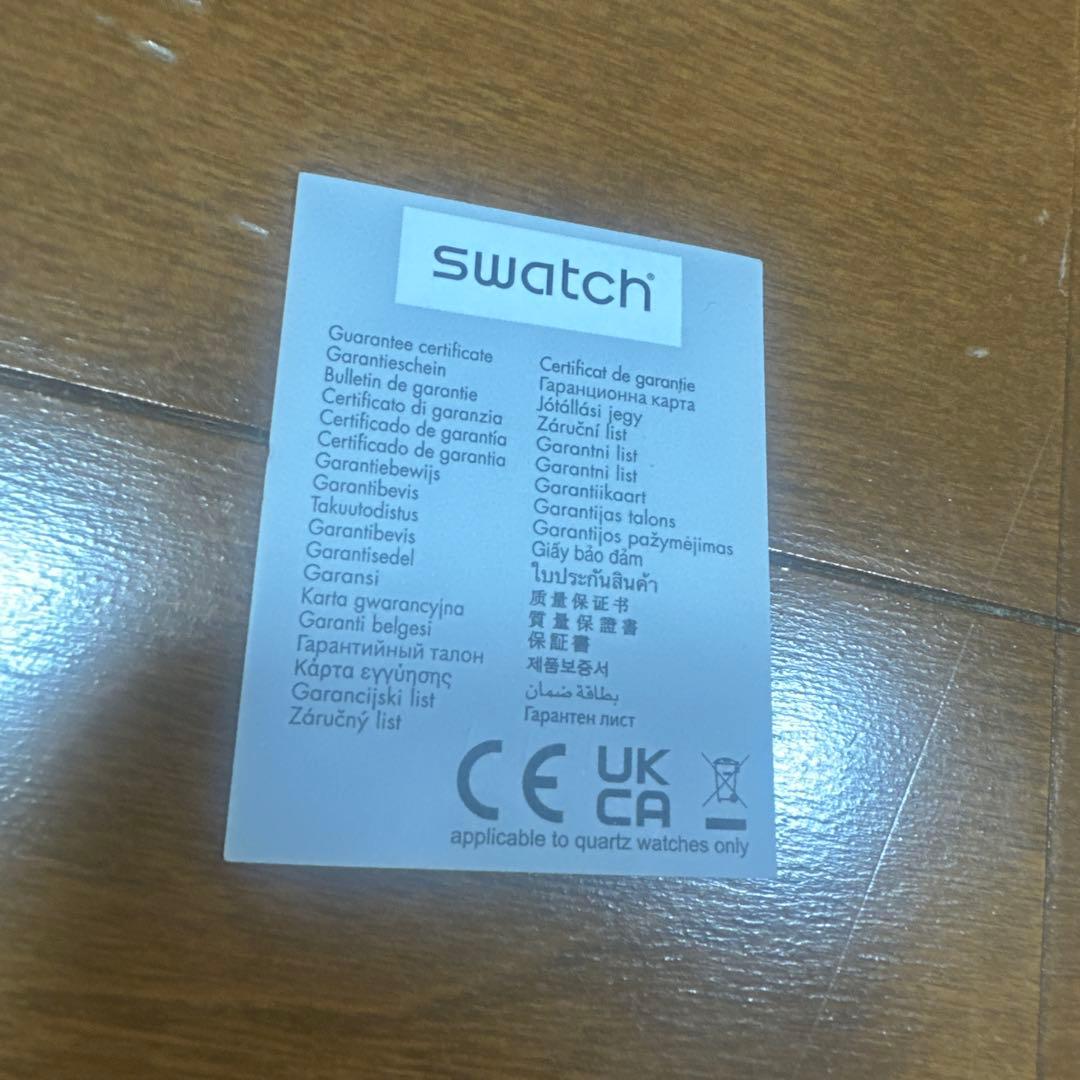 swatch®
Guarantee certificate
Garantieschein
Bulletin de garantie
Certificato di garanzia
Certificado de garantía
Certificado de garantia
Garantiebewijs
Garantibevis
Takuutodistus
Garantibevis
Garantisedel
Garansi
Karta gwarancyjna
Garanti belgesi
Гарантийный талон
Κάρτα εγγύησης
Garancijski list
Záručný list
Certificat de garanţie
Гаранционна карта
Jótállási jegy
Záruční list
Garantni list
Garantni list
Garantiikaart
Garantijas talons
Garantijos pažymėjimas
Giấy bảo đảm
ใบประกันสินค้า
质量保证书
質量保證書
保証書
제품보증서
بطاقة ضمان
Гарантен лист
CE
UK
CA
applicable to quartz watches only